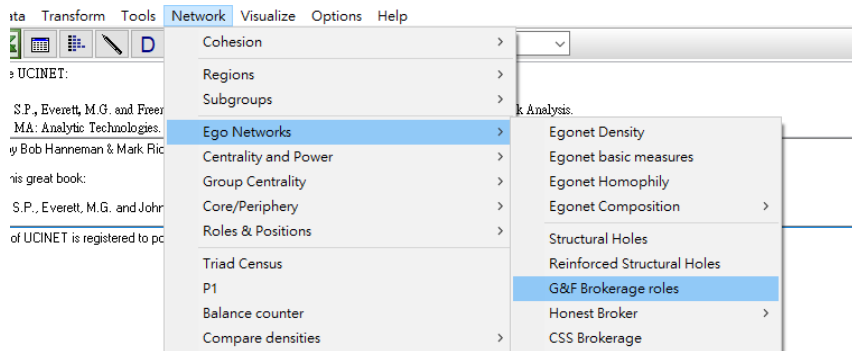 ata Transform Tools Network Visualize Options Help
D
e UCINET:
S.P., Everett, M.G. and Freer
k Analysis.
MA: Analytic Technologies.
by Bob Hanneman & Mark Ric
his great book:
S.P., Everett, M.G. and John
of UCINET is registered to po
Cohesion
Regions
Subgroups
Ego Networks
Centrality and Power
Group Centrality
Core/Periphery
Roles & Positions
Triad Census
P1
Balance counter
Compare densities
Egonet Density
Egonet basic measures
Egonet Homophily
Egonet Composition
Structural Holes
Reinforced Structural Holes
G&F Brokerage roles
Honest Broker
CSS Brokerage